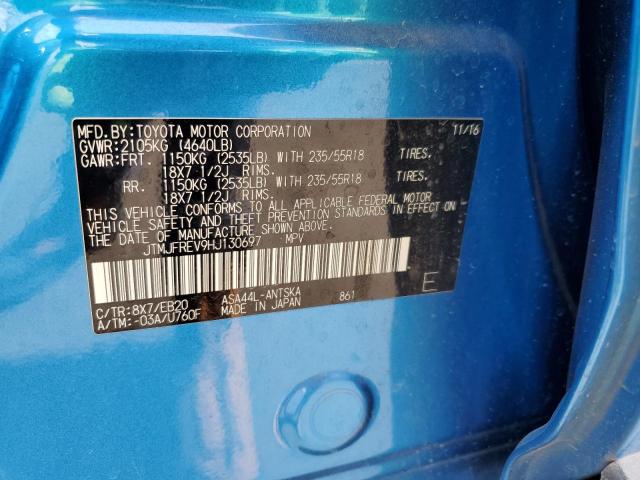 MFD.BY:TOYOTA MOTOR CORPORATION 11/16
GVWR:2105KG (4640LB)
GAWR:FRT. 1150KG (2535LB) WITH 235/55R18 TIRES.
18X7 1/2J RIMS.
RR. 1150KG (2535LB) WITH 235/55R18 TIRES.
18X7 1/2J RIMS.
THIS VEHICLE CONFORMS TO ALL APPLICABLE FEDERAL MOTOR
VEHICLE SAFETY AND THEFT PREVENTION STANDARDS IN EFFECT ON
THE DATE OF MANUFACTURE SHOWN ABOVE.
JTMJFREV9HJ130697 MPV
C/TR:8X7/EB20 ASA44L-ANTSKA 861 E
A/TM:-03A/U760F MADE IN JAPAN